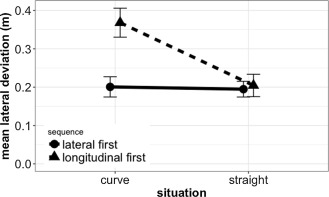 mean lateral deviation (m)
0.4
0.3
0.2
0.1
0.0
sequence
lateral first
longitudinal first
curve
straight
situation